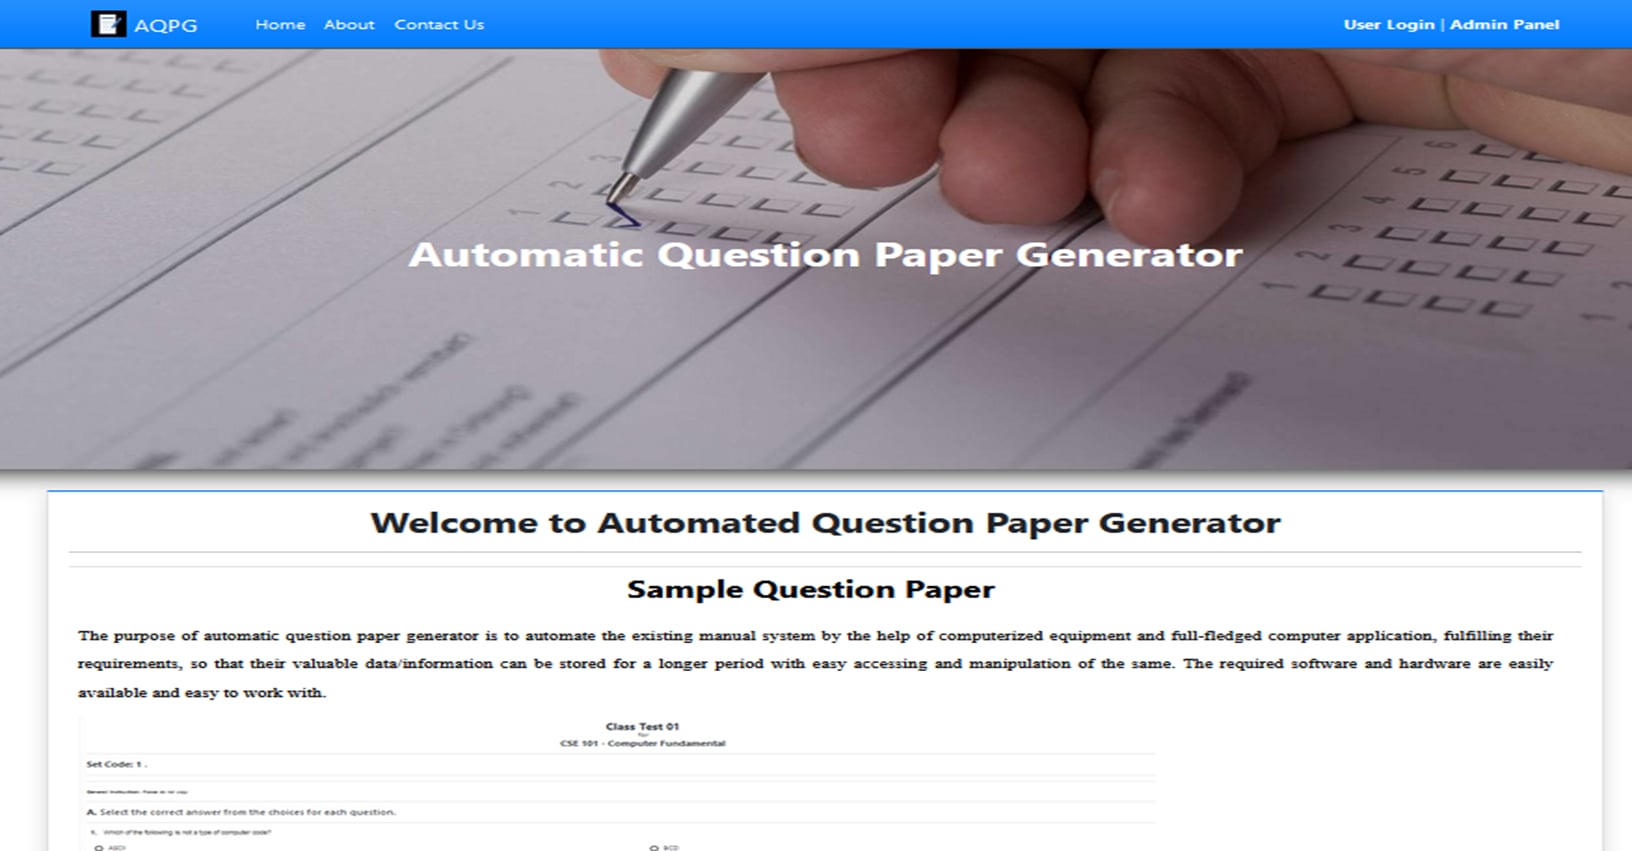 AQPG Home About Contact Us User Login | Admin Panel
Automatic Question Paper Generator
Welcome to Automated Question Paper Generator
Sample Question Paper
The purpose of automatic question paper generator is to automate the existing manual system by the help of computerized equipment and full-fledged computer application, fulfilling their
requirements, so that their valuable data/information can be stored for a longer period with easy accessing and manipulation of the same. The required software and hardware are easily
available and easy to work with.
Class Test 01
for
CSE 101 - Computer Fundamental
Set Code: 1 .
General Instruction: Please do not copy
A. Select the correct answer from the choices for each question.
1. Which of the following is not a type of computer code?
ASCII BCD